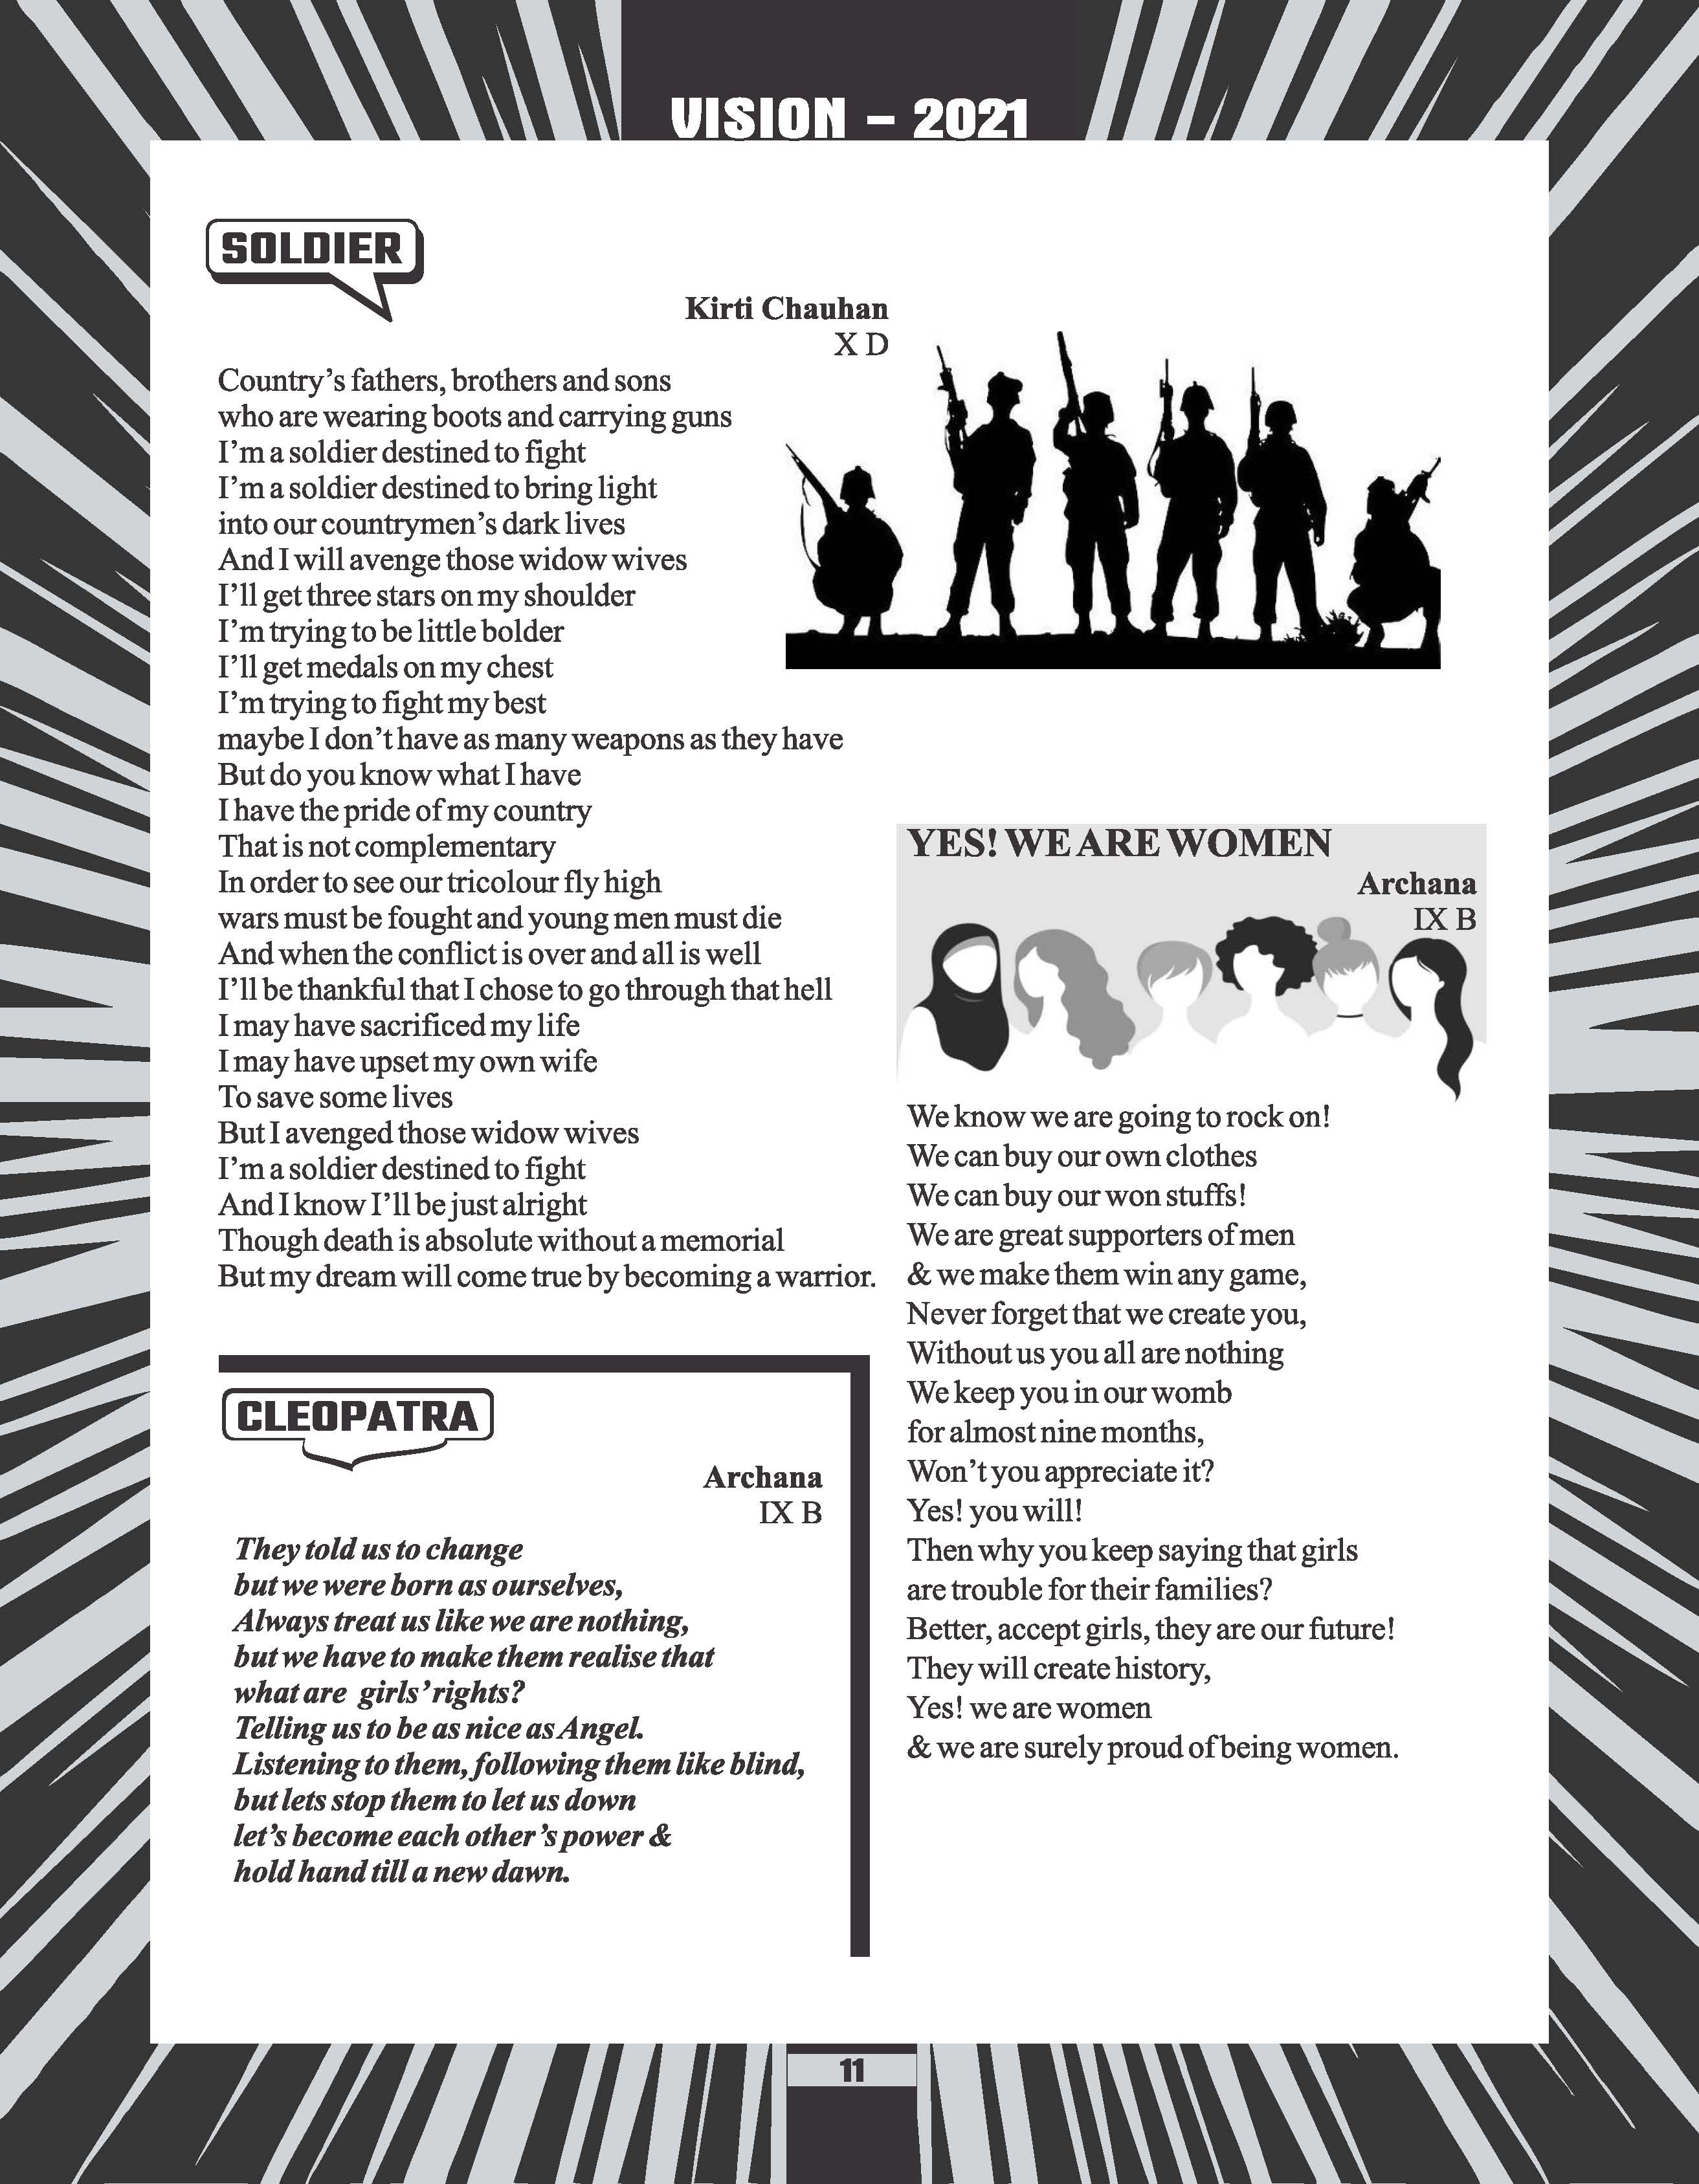 VISION – 2021
SOLDIER
Kirti Chauhan
X D
Country’s fathers, brothers and sons
who are wearing boots and carrying guns
I’m a soldier destined to fight
I’m a soldier destined to bring light
into our countrymen’s dark lives
And I will avenge those widow wives
I’ll get three stars on my shoulder
I’m trying to be little bolder
I’ll get medals on my chest
I’m trying to fight my best
maybe I don’t have as many weapons as they have
But do you know what I have
I have the pride of my country
That is not complementary
In order to see our tricolour fly high
wars must be fought and young men must die
And when the conflict is over and all is well
I’ll be thankful that I chose to go through that hell
I may have sacrificed my life
I may have upset my own wife
To save some lives
But I avenged those widow wives
I’m a soldier destined to fight
And I know I’ll be just alright
Though death is absolute without a memorial
But my dream will come true by becoming a warrior.
CLEOPATRA
Archana
IX B
They told us to change
but we were born as ourselves,
Always treat us like we are nothing,
but we have to make them realise that
what are girls’ rights?
Telling us to be as nice as Angel.
Listening to them, following them like blind,
but lets stop them to let us down
let’s become each other’s power &
hold hand till a new dawn.
YES! WE ARE WOMEN
Archana
IX B
We know we are going to rock on!
We can buy our own clothes
We can buy our won stuffs!
We are great supporters of men
& we make them win any game,
Never forget that we create you,
Without us you all are nothing
We keep you in our womb
for almost nine months,
Won’t you appreciate it?
Yes! you will!
Then why you keep saying that girls
are trouble for their families?
Better, accept girls, they are our future!
They will create history,
Yes! we are women
& we are surely proud of being women.
11